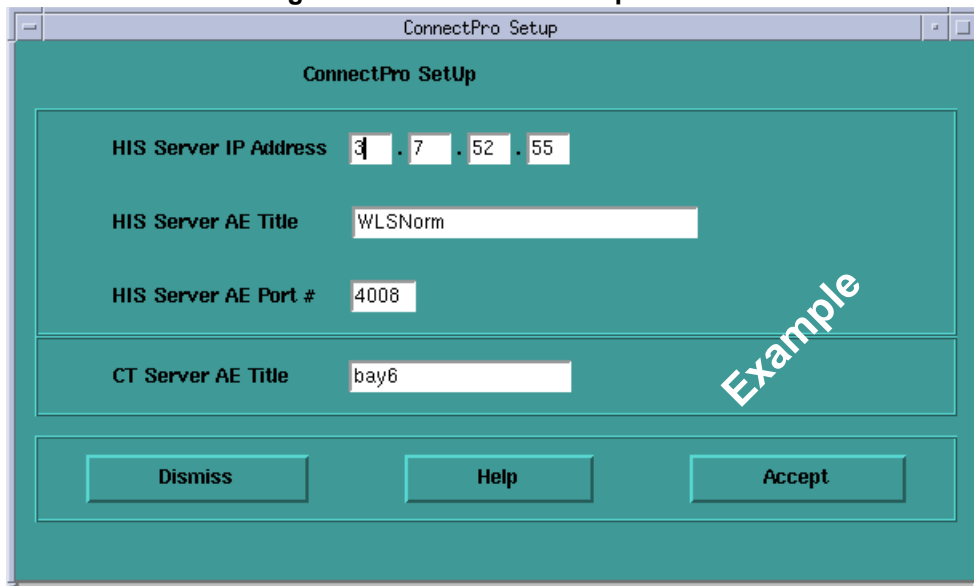 ConnectPro Setup
ConnectPro SetUp
HIS Server IP Address 3 . 7 . 52 . 55
HIS Server AE Title WLSNorm
HIS Server AE Port # 4008
Example
CT Server AE Title bay6
Dismiss Help Accept